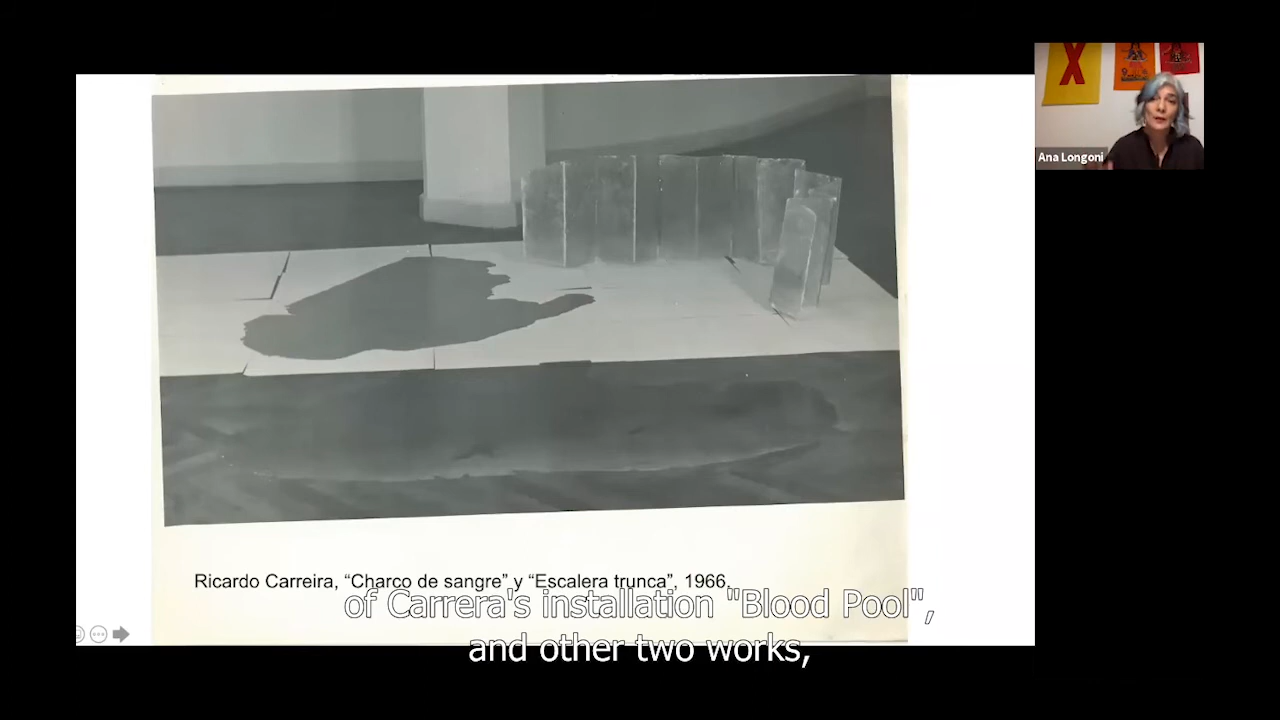 X
Ana Longoni
Ricardo Carreira, “Charco de sangre” y “Escalera trunca”, 1966.
of Carrera's installation "Blood Pool",
and other two works,